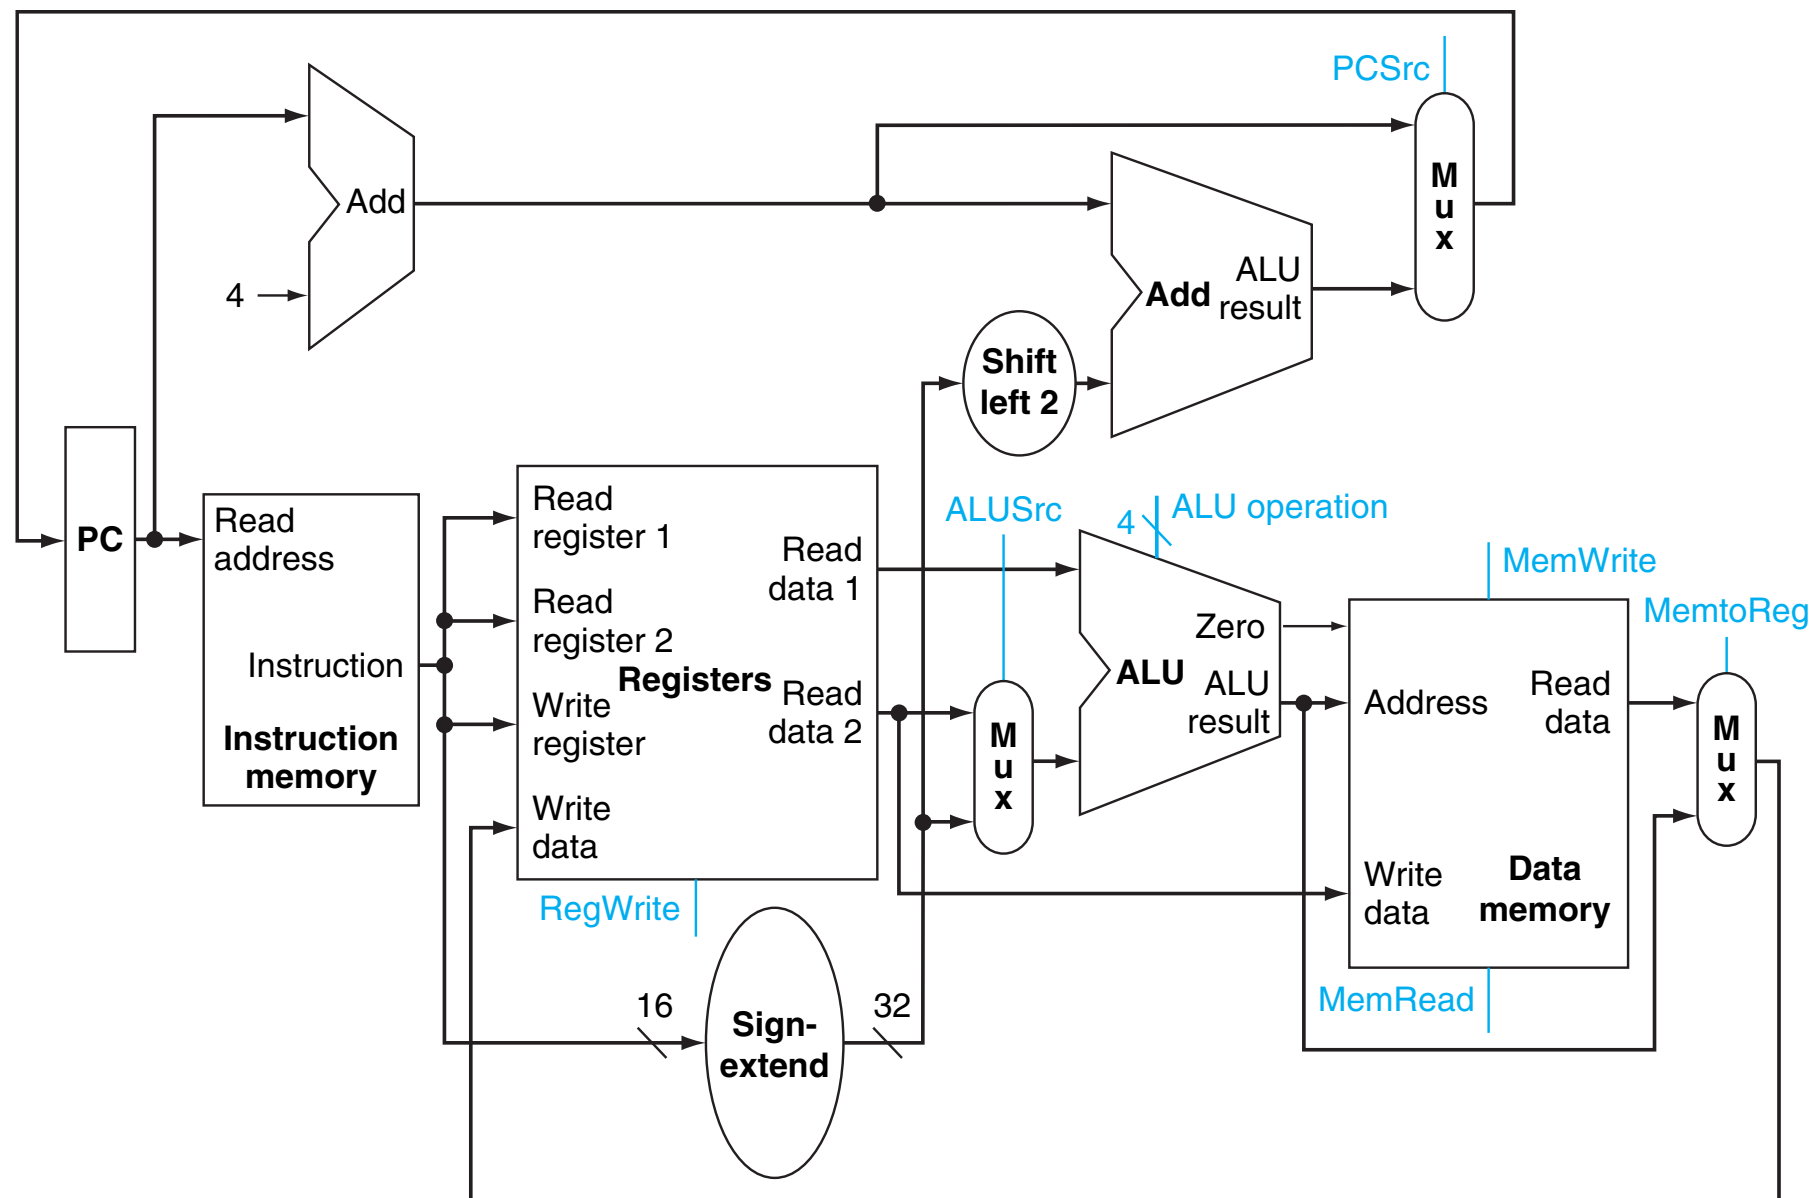 PCSrc
Add
4
M
u
x
Add
ALU
result
Shift
left 2
PC
Read
address
Instruction
Instruction
memory
Read
register 1
Read
register 2
Write
register
Write
data
Registers
Read
data 1
Read
data 2
RegWrite
16
Sign-
extend
32
ALUSrc
M
u
x
4
ALU operation
Zero
ALU
ALU
result
MemWrite
Address
Read
data
Write
data
Data
memory
MemRead
MemtoReg
M
u
x